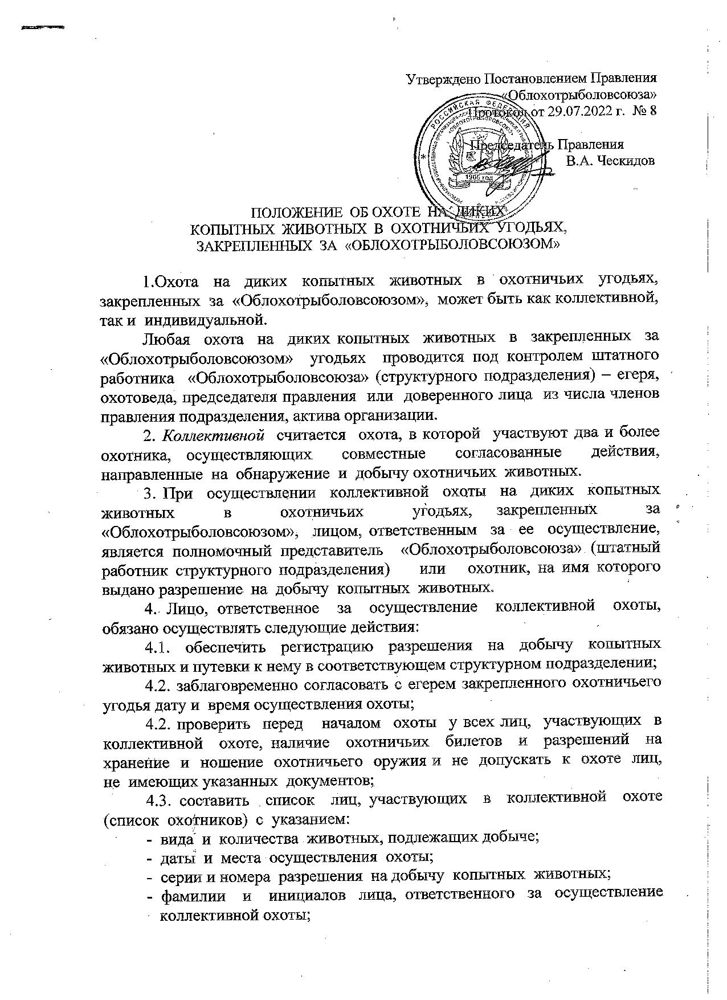 Утверждено Постановлением Правления
«Облохотрыболовсоюза»
Протокол от 29.07.2022 г. № 8
РОССИЙСКАЯ ФЕДЕРАЦИЯ
Председатель Правления
В.А. Ческидов
1906 год
ПОЛОЖЕНИЕ ОБ ОХОТЕ НА ДИКИХ
КОПЫТНЫХ ЖИВОТНЫХ В ОХОТНИЧЬИХ УГОДЬЯХ,
ЗАКРЕПЛЕННЫХ ЗА «ОБЛОХОТРЫБОЛОВСОЮЗОМ»
1.Охота на диких копытных животных в охотничьих угодьях,
закрепленных за «Облохотрыболовсоюзом», может быть как коллективной,
так и индивидуальной.
Любая охота на диких копытных животных в закрепленных за
«Облохотрыболовсоюзом» угодьях проводится под контролем штатного
работника «Облохотрыболовсоюза» (структурного подразделения) – егеря,
охотоведа, председателя правления или доверенного лица из числа членов
правления подразделения, актива организации.
2. Коллективной считается охота, в которой участвуют два и более
охотника, осуществляющих совместные согласованные действия,
направленные на обнаружение и добычу охотничьих животных.
3. При осуществлении коллективной охоты на диких копытных
животных в охотничьих угодьях, закрепленных за
«Облохотрыболовсоюзом», лицом, ответственным за ее осуществление,
является полномочный представитель «Облохотрыболовсоюза» (штатный
работник структурного подразделения) или охотник, на имя которого
выдано разрешение на добычу копытных животных.
4. Лицо, ответственное за осуществление коллективной охоты,
обязано осуществлять следующие действия:
4.1. обеспечить регистрацию разрешения на добычу копытных
животных и путевки к нему в соответствующем структурном подразделении;
4.2. заблаговременно согласовать с егерем закрепленного охотничьего
угодья дату и время осуществления охоты;
4.2. проверить перед началом охоты у всех лиц, участвующих в
коллективной охоте, наличие охотничьих билетов и разрешений на
хранение и ношение охотничьего оружия и не допускать к охоте лиц,
не имеющих указанных документов;
4.3. составить список лиц, участвующих в коллективной охоте
(список охотников) с указанием:
- вида и количества животных, подлежащих добыче;
- даты и места осуществления охоты;
- серии и номера разрешения на добычу копытных животных;
- фамилии и инициалов лица, ответственного за осуществление
коллективной охоты;